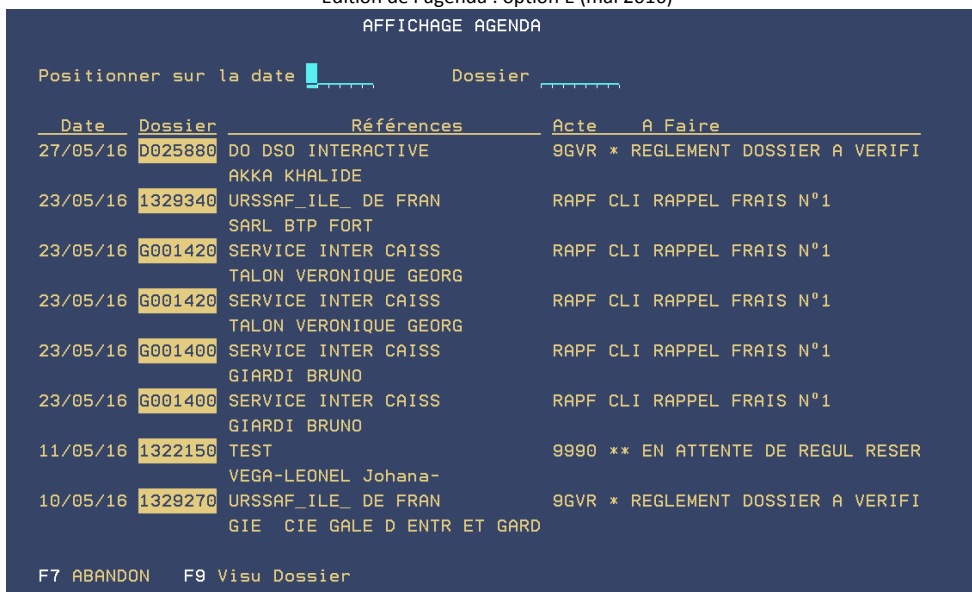 Edition de l'agenda : option E (mai 2016)
AFFICHAGE AGENDA
Positionner sur la date Dossier
Date Dossier Références Acte A Faire
27/05/16 D025880 DO DSO INTERACTIVE 9GVR * REGLEMENT DOSSIER A VERIFI
AKKA KHALIDE
23/05/16 1329340 URSSAF_ILE_ DE FRAN RAPF CLI RAPPEL FRAIS N°1
SARL BTP FORT
23/05/16 G001420 SERVICE INTER CAISS RAPF CLI RAPPEL FRAIS N°1
TALON VERONIQUE GEORG
23/05/16 G001420 SERVICE INTER CAISS RAPF CLI RAPPEL FRAIS N°1
TALON VERONIQUE GEORG
23/05/16 G001400 SERVICE INTER CAISS RAPF CLI RAPPEL FRAIS N°1
GIARDI BRUNO
23/05/16 G001400 SERVICE INTER CAISS RAPF CLI RAPPEL FRAIS N°1
GIARDI BRUNO
11/05/16 1322150 TEST 9990 ** EN ATTENTE DE REGUL RESER
VEGA-LEONEL Johana-
10/05/16 1329270 URSSAF_ILE_ DE FRAN 9GVR * REGLEMENT DOSSIER A VERIFI
GIE CIE GALE D ENTR ET GARD
F7 ABANDON F9 Visu Dossier